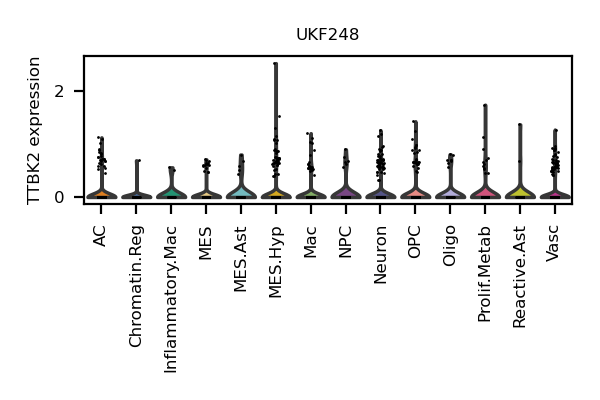 UKF248
TTBK2 expression
2
0
AC
Chromatin.Reg
Inflammatory.Mac
MES
MES.Ast
MES.Hyp
Mac
NPC
Neuron
OPC
Oligo
Prolif.Metab
Reactive.Ast
Vasc